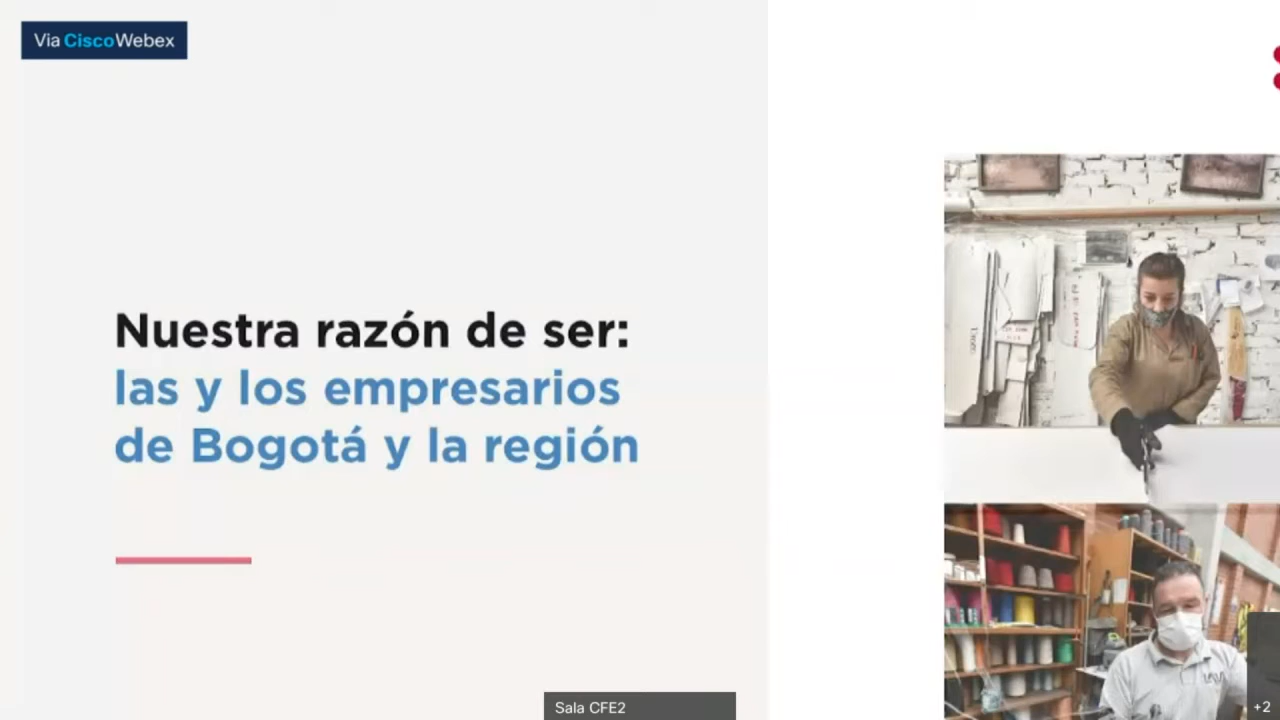 Via CiscoWebex
Nuestra razón de ser:
las y los empresarios
de Bogotá y la región
Sala CFE2
+2